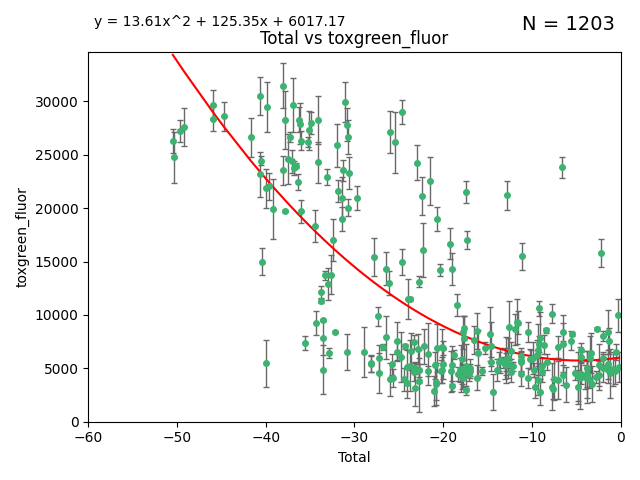 y = 13.61x^2 + 125.35x + 6017.17
N = 1203
Total vs toxgreen_fluor
toxgreen_fluor
30000
25000
20000
15000
10000
5000
0
−60
−50
−40
−30
−20
−10
0
Total